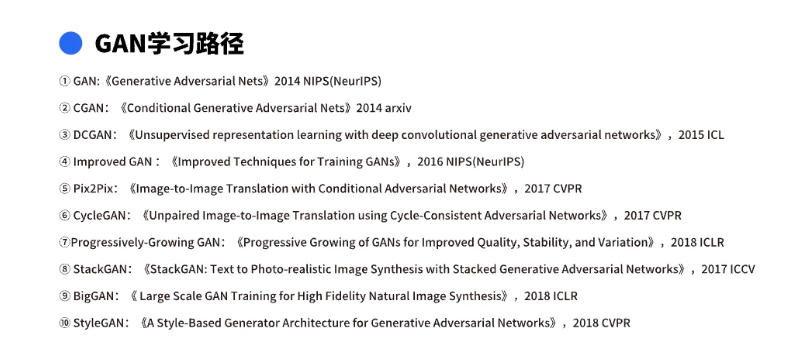 GAN学习路径
① GAN:《Generative Adversarial Nets》2014 NIPS(NeurIPS)
② CGAN：《Conditional Generative Adversarial Nets》2014 arxiv
③ DCGAN：《Unsupervised representation learning with deep convolutional generative adversarial networks》，2015 ICL
④ Improved GAN：《Improved Techniques for Training GANs》，2016 NIPS(NeurIPS)
⑤ Pix2Pix：《Image-to-Image Translation with Conditional Adversarial Networks》，2017 CVPR
⑥ CycleGAN：《Unpaired Image-to-Image Translation using Cycle-Consistent Adversarial Networks》，2017 CVPR
⑦Progressively-Growing GAN：《Progressive Growing of GANs for Improved Quality, Stability, and Variation》，2018 ICLR
⑧ StackGAN：《StackGAN: Text to Photo-realistic Image Synthesis with Stacked Generative Adversarial Networks》，2017 ICCV
⑨ BigGAN：《 Large Scale GAN Training for High Fidelity Natural Image Synthesis》，2018 ICLR
⑩ StyleGAN：《A Style-Based Generator Architecture for Generative Adversarial Networks》，2018 CVPR